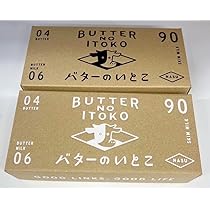 04
BUTTER
BUTTER
NO
ITOKO
90
SKIM MILK
BUTTER
MILK
06
バターのいとこ
NASU
04
BUTTER
BUTTER
NO
ITOKO
90
SKIM MILK
BUTTER
MILK
06
バターのいとこ
NASU
GOOD LINKS, GOOD LIFE